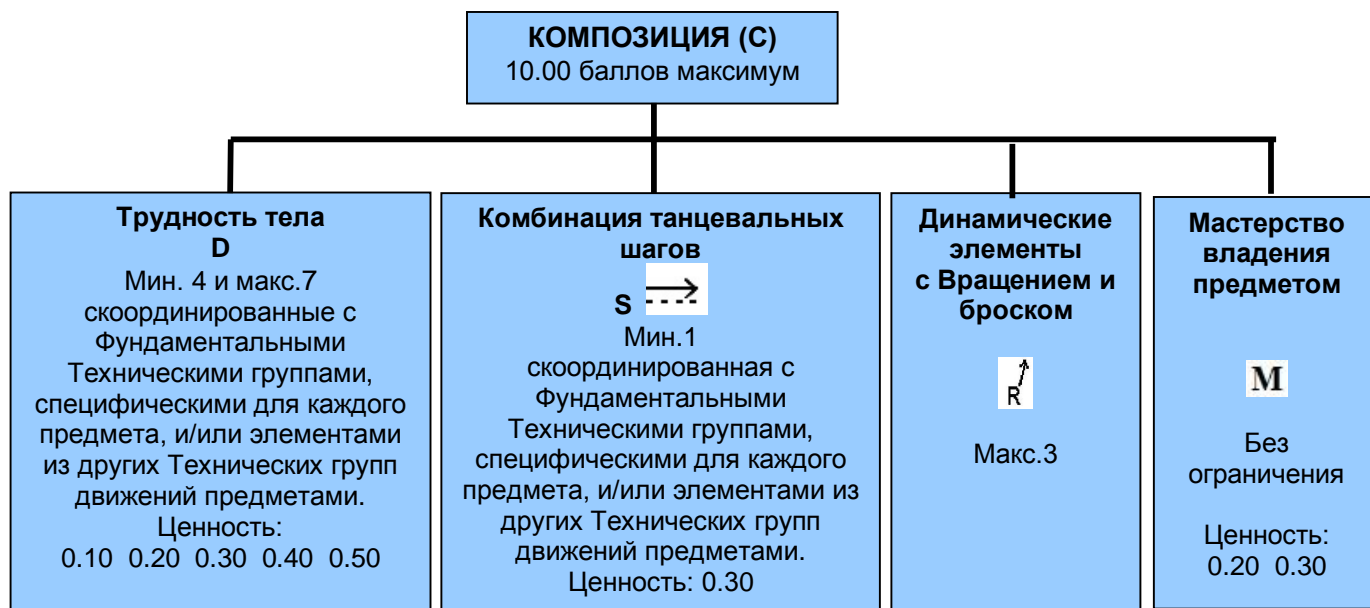 КОМПОЗИЦИЯ (С)
10.00 баллов максимум
Трудность тела
D
Мин. 4 и макс.7
скоординированные с
Фундаментальными
Техническими группами,
специфическими для каждого
предмета, и/или элементами
из других Технических групп
движений предметами.
Ценность:
0.10 0.20 0.30 0.40 0.50
Комбинация танцевальных
шагов
S
Мин.1
скоординированная с
Фундаментальными
Техническими группами,
специфическими для каждого
предмета, и/или элементами из
других Технических групп
движений предметами.
Ценность: 0.30
Динамические
элементы
с Вращением и
броском
R
Макс.3
Мастерство
владения
предметом
M
Без
ограничения
Ценность:
0.20 0.30